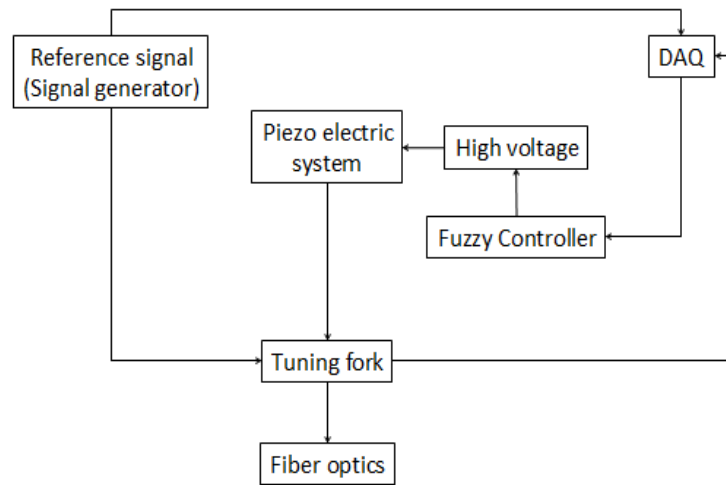 Reference signal
(Signal generator)
DAQ
Piezo electric
system
High voltage
Fuzzy Controller
Tuning fork
Fiber optics